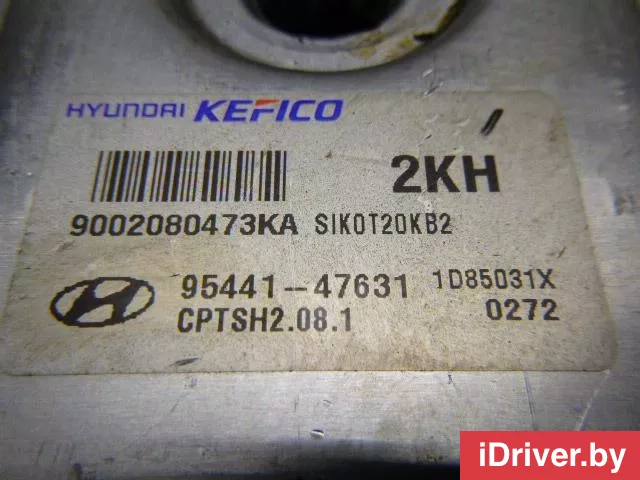 HYUNDAI KEFICO
2KH
9002080473KA SIK0T20KB2
95441-47631 1D85031X
CPTSH2.08.1 0272
iDriver.by